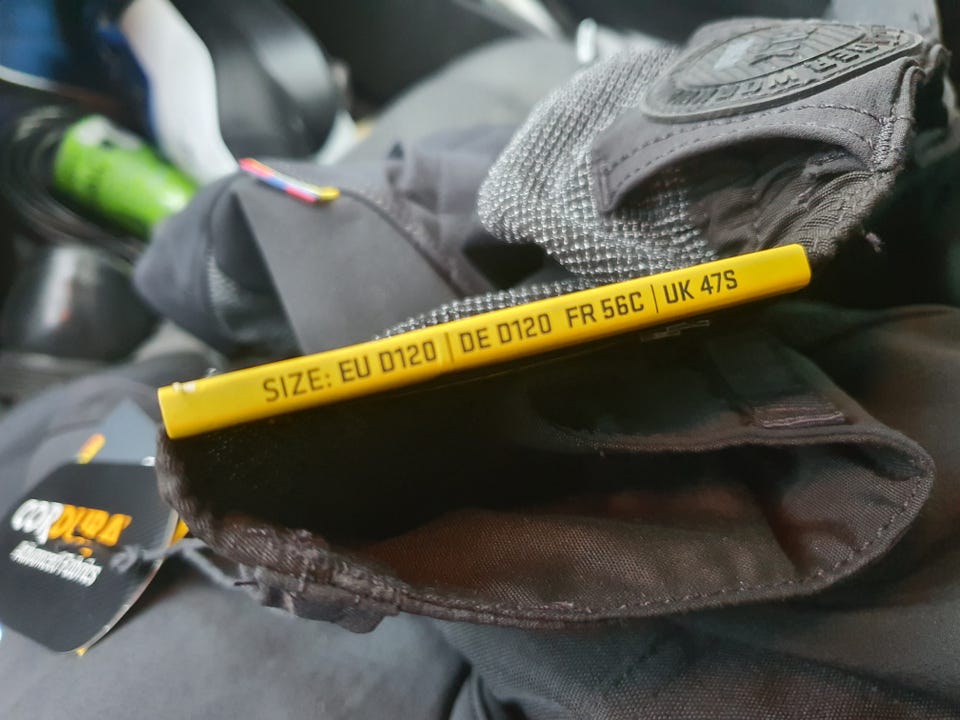 SIZE: EU D120 | DE D120 FR 56C | UK 47S
CORDURA